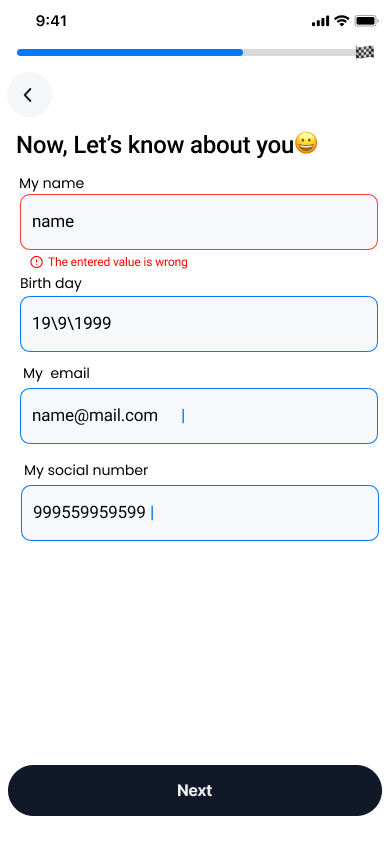 9:41
Now, Let's know about you😀
My name
name
The entered value is wrong
Birth day
19\9\1999
My  email
name@mail.com
My social number
999559959599
Next